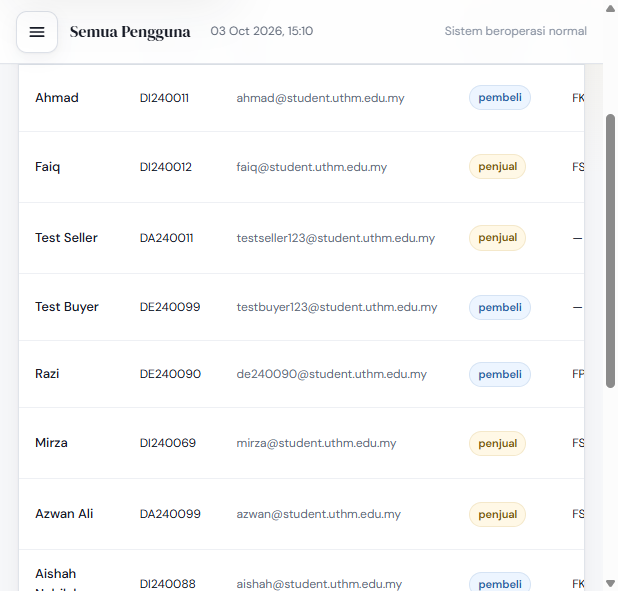 Semua Pengguna 03 Oct 2026, 15:10 Sistem beroperasi normal
Ahmad DI240011 ahmad@student.uthm.edu.my pembeli FK
Faiq DI240012 faiq@student.uthm.edu.my penjual FS
Test Seller DA240011 testseller123@student.uthm.edu.my penjual —
Test Buyer DE240099 testbuyer123@student.uthm.edu.my pembeli —
Razi DE240090 de240090@student.uthm.edu.my pembeli FP
Mirza DI240069 mirza@student.uthm.edu.my penjual FS
Azwan Ali DA240099 azwan@student.uthm.edu.my penjual FS
Aishah DI240088 aishah@student.uthm.edu.my pembeli FK